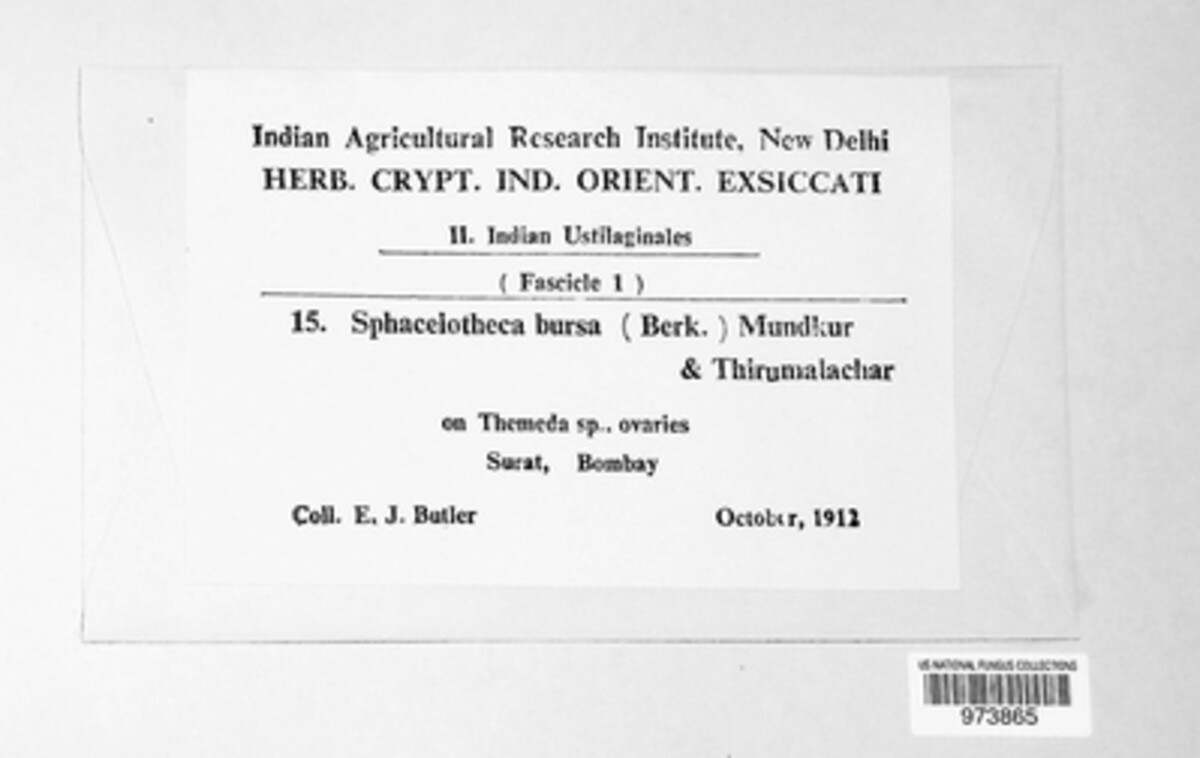 Indian Agricultural Research Institute, New Delhi
HERB. CRYPT. IND. ORIENT. EXSICCATI
II. Indian Ustilaginales
( Fascicle 1 )
15. Sphacelotheca bursa ( Berk. ) Mundkur
& Thirumalachar
on Themeda sp., ovaries
Surat, Bombay
Coll. E. J. Butler October, 1912
US NATIONAL FUNGUS COLLECTIONS
973865